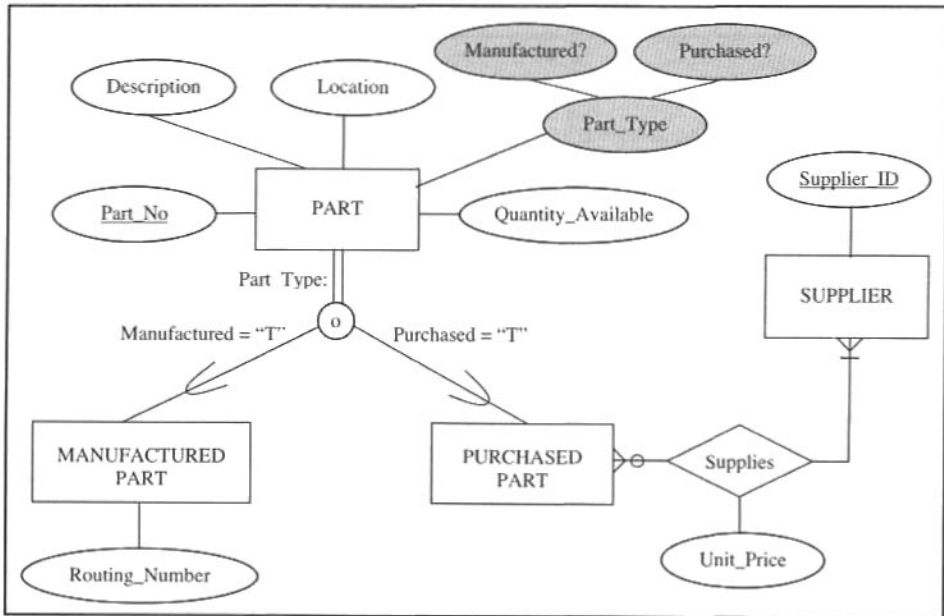 Manufactured?
Purchased?
Description
Location
Part_Type
Supplier_ID
Part_No
PART
Quantity_Available
Part Type:
SUPPLIER
o
Manufactured = “T”
Purchased = “T”
MANUFACTURED
PART
PURCHASED
PART
Supplies
Routing_Number
Unit_Price